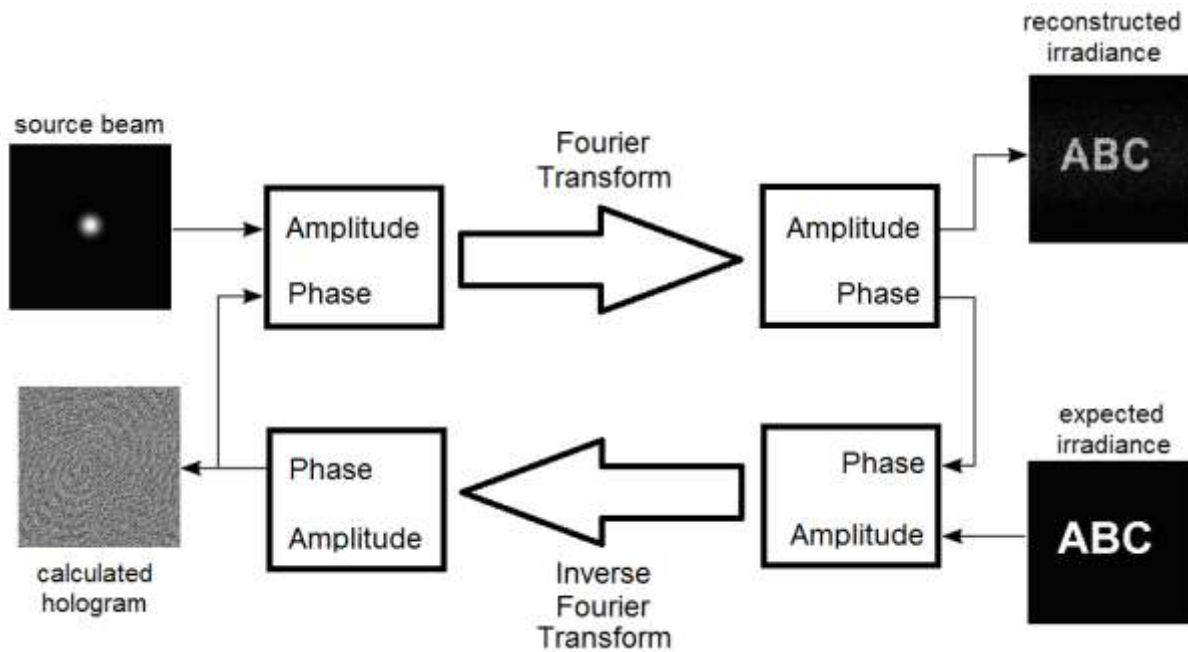 reconstructed
irradiance
source beam
ABC
Fourier
Transform
Amplitude
Phase
Amplitude
Phase
expected
irradiance
Phase
Amplitude
Phase
Amplitude
ABC
calculated
hologram
Inverse
Fourier
Transform